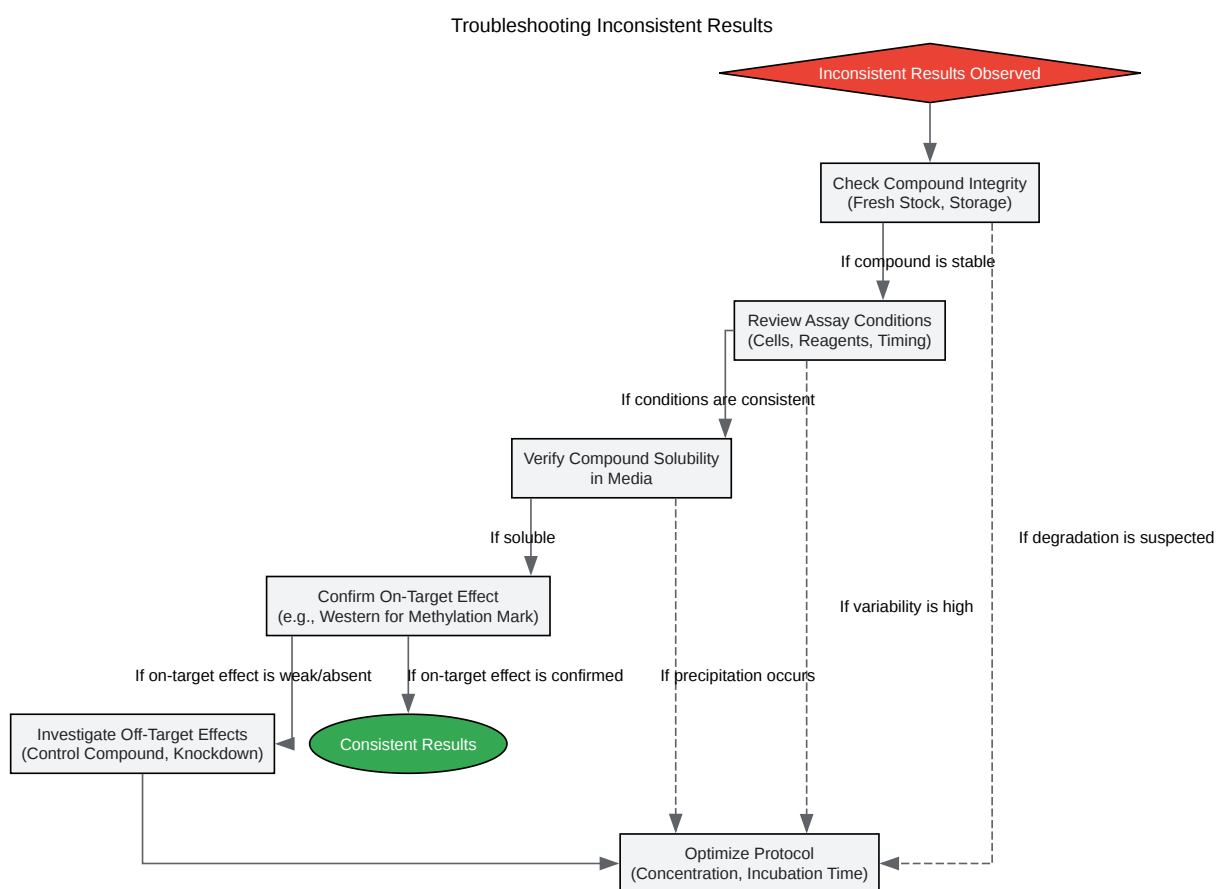 Troubleshooting Inconsistent Results
Inconsistent Results Observed
Check Compound Integrity
(Fresh Stock, Storage)
If compound is stable
Review Assay Conditions
(Cells, Reagents, Timing)
If conditions are consistent
Verify Compound Solubility
in Media
If soluble
If degradation is suspected
Confirm On-Target Effect
(e.g., Western for Methylation Mark)
If variability is high
If on-target effect is weak/absent
If on-target effect is confirmed
If precipitation occurs
Investigate Off-Target Effects
(Control Compound, Knockdown)
Consistent Results
Optimize Protocol
(Concentration, Incubation Time)